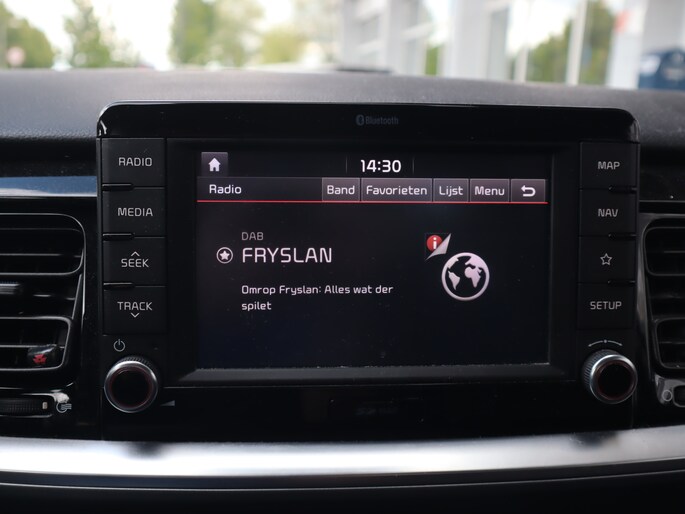 Bluetooth
RADIO
MEDIA
SEEK
TRACK
14:30
Radio
Band
Favorieten
Lijst
Menu
DAB
FRYSLAN
i
Omrop Fryslan: Alles wat der
spilet
MAP
NAV
SETUP